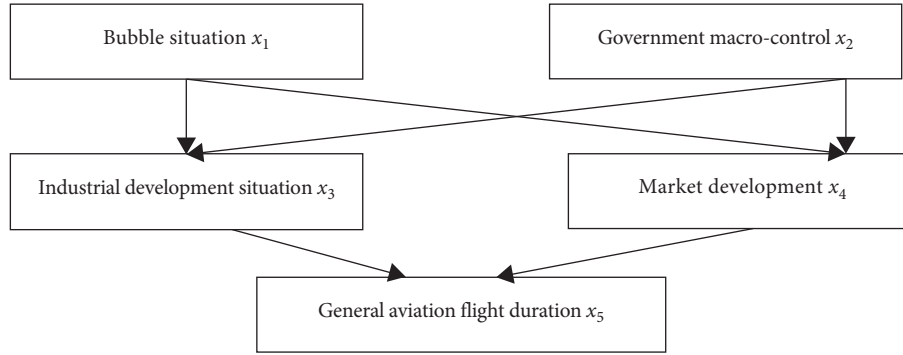 Bubble situation x₁
Government macro-control x₂
Industrial development situation x₃
Market development x₄
General aviation flight duration x₅